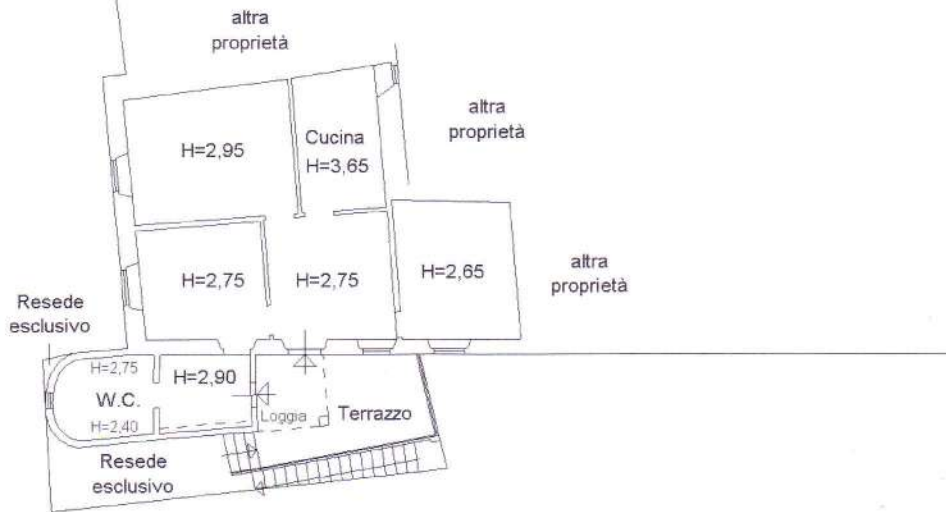 altra
proprietà
altra
proprietà
Cucina
H=3,65
H=2,95
H=2,75
H=2,75
H=2,65
altra
proprietà
Resede
esclusivo
H=2,75
W.C.
H=2,40
H=2,90
Loggia
Terrazzo
Resede
esclusivo